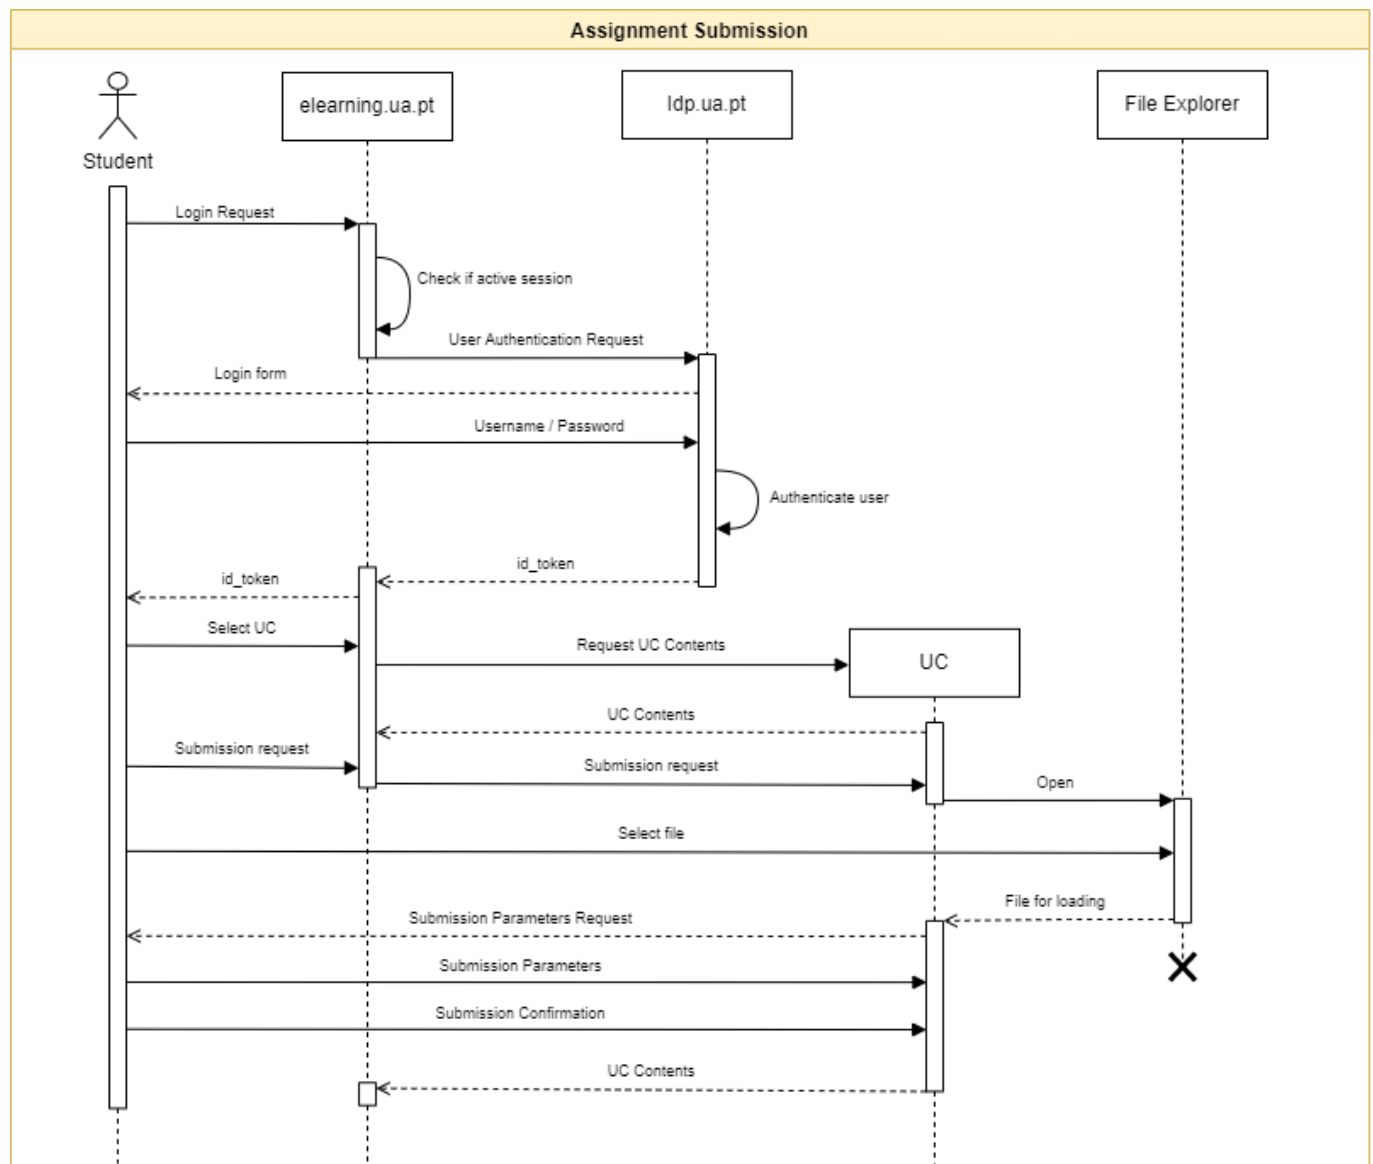 Assignment Submission
elearning.ua.pt
Idp.ua.pt
File Explorer
Student
Login Request
Check if active session
User Authentication Request
Login form
Username / Password
Authenticate user
id_token
id_token
Select UC
Request UC Contents
UC
UC Contents
Submission request
Submission request
Open
Select file
File for loading
Submission Parameters Request
Submission Parameters
Submission Confirmation
UC Contents